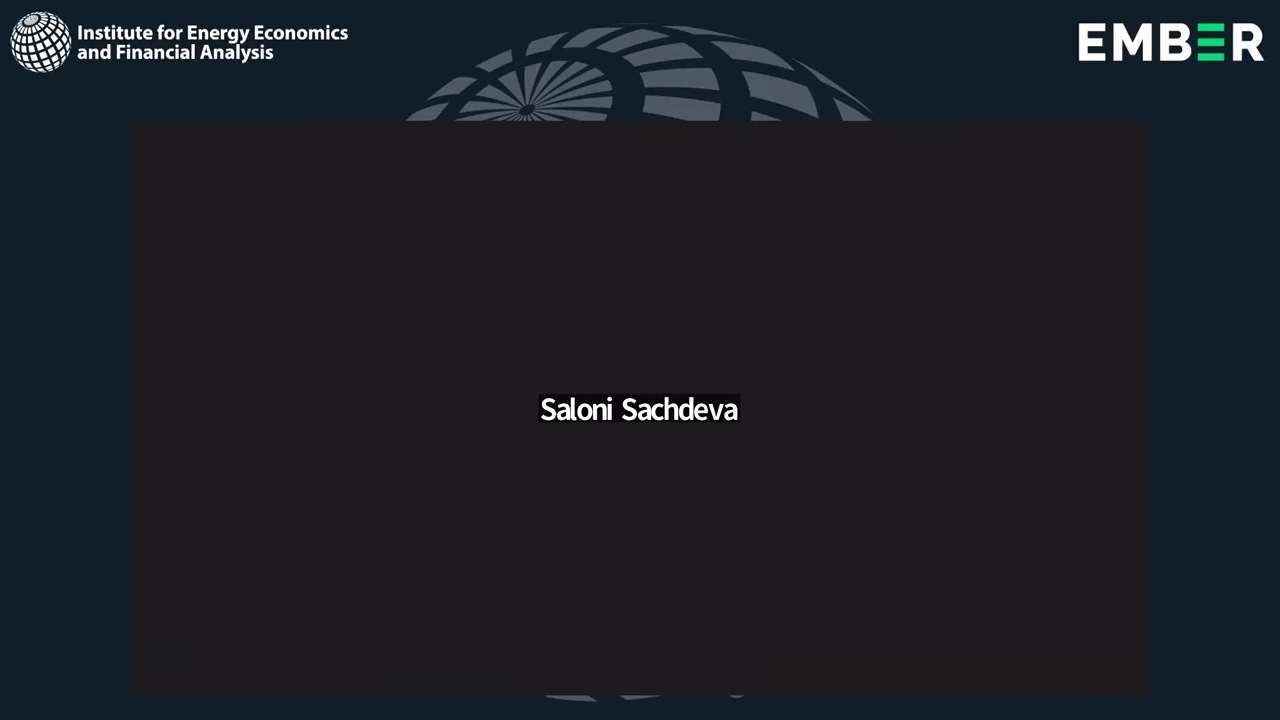 Institute for Energy Economics
and Financial Analysis
EMBER
Saloni Sachdeva